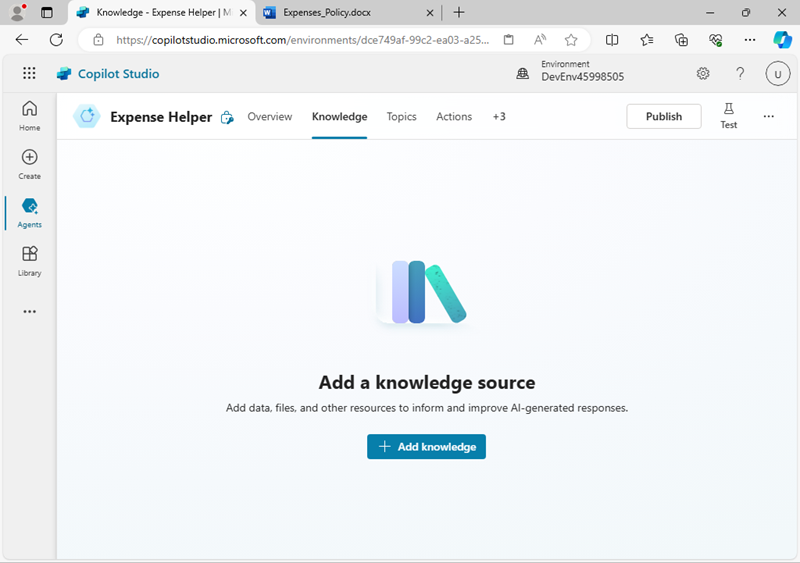 Knowledge - Expense Helper | M
Expenses_Policy.docx
https://copilotstudio.microsoft.com/environments/dce749af-99c2-ea03-a25...
Copilot Studio
Environment
DevEnv45998505
?
U
Home
Create
Agents
Library
Expense Helper
Overview
Knowledge
Topics
Actions
+3
Publish
Test
Add a knowledge source
Add data, files, and other resources to inform and improve AI-generated responses.
+ Add knowledge